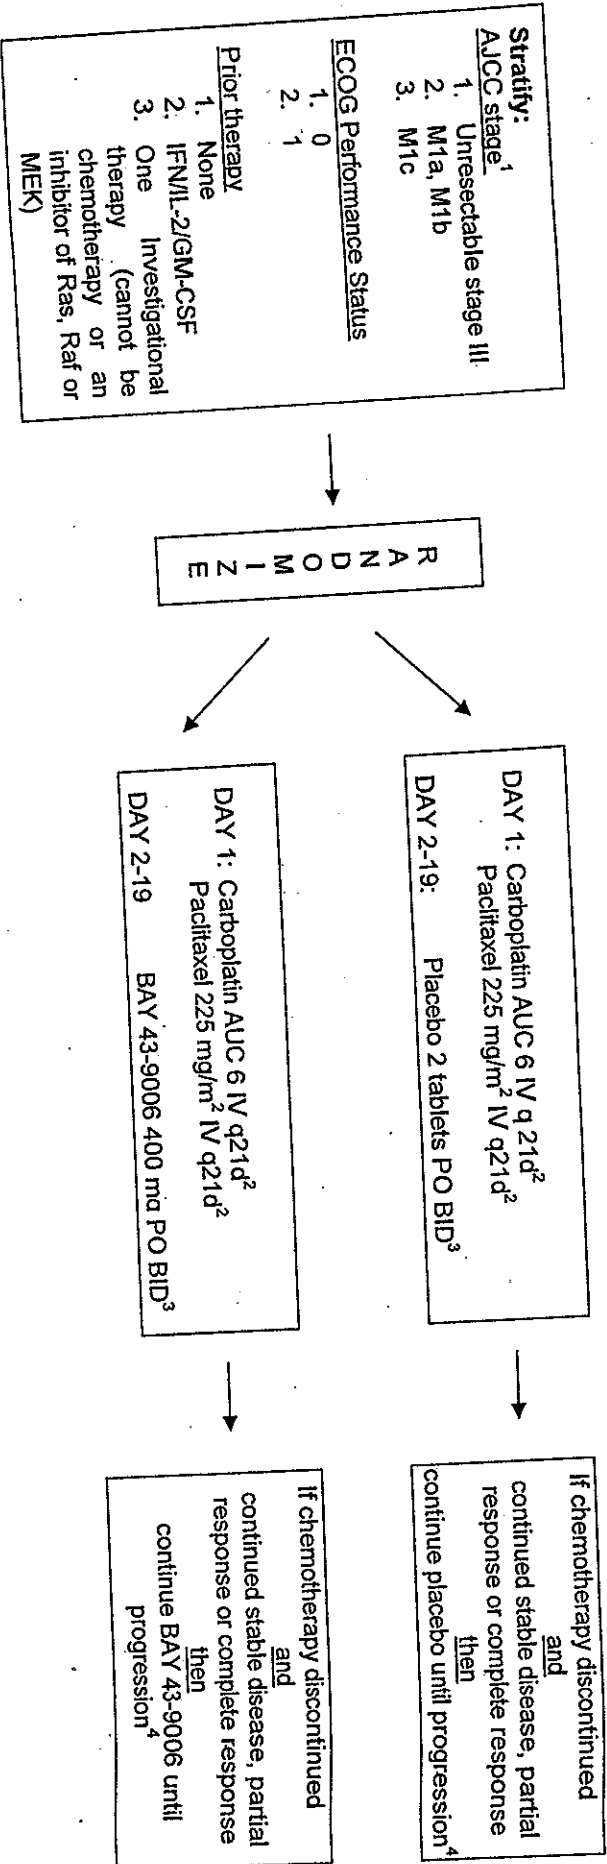 Stratify:
AJCC stage¹
1. Unresectable stage III
2. M1a, M1b
3. M1c
ECOG Performance Status
1. 0
2. 1
Prior therapy
1. None
2. IFN/IL-2/GM-CSF
3. One Investigational
therapy (cannot be
chemotherapy or an
inhibitor of Ras, Raf or
MEK)
R
A
N
D
O
M
I
Z
E
DAY 1: Carboplatin AUC 6 IV q 21d²
Paclitaxel 225 mg/m² IV q21d²
DAY 2-19: Placebo 2 tablets PO BID³
If chemotherapy discontinued
and
continued stable disease, partial
response or complete response
then
continue placebo until progression⁴
DAY 1: Carboplatin AUC 6 IV q21d²
Paclitaxel 225 mg/m² IV q21d²
DAY 2-19 BAY 43-9006 400 mg PO BID³
If chemotherapy discontinued
and
continued stable disease, partial
response or complete response
then
continue BAY 43-9006 until
progression⁴